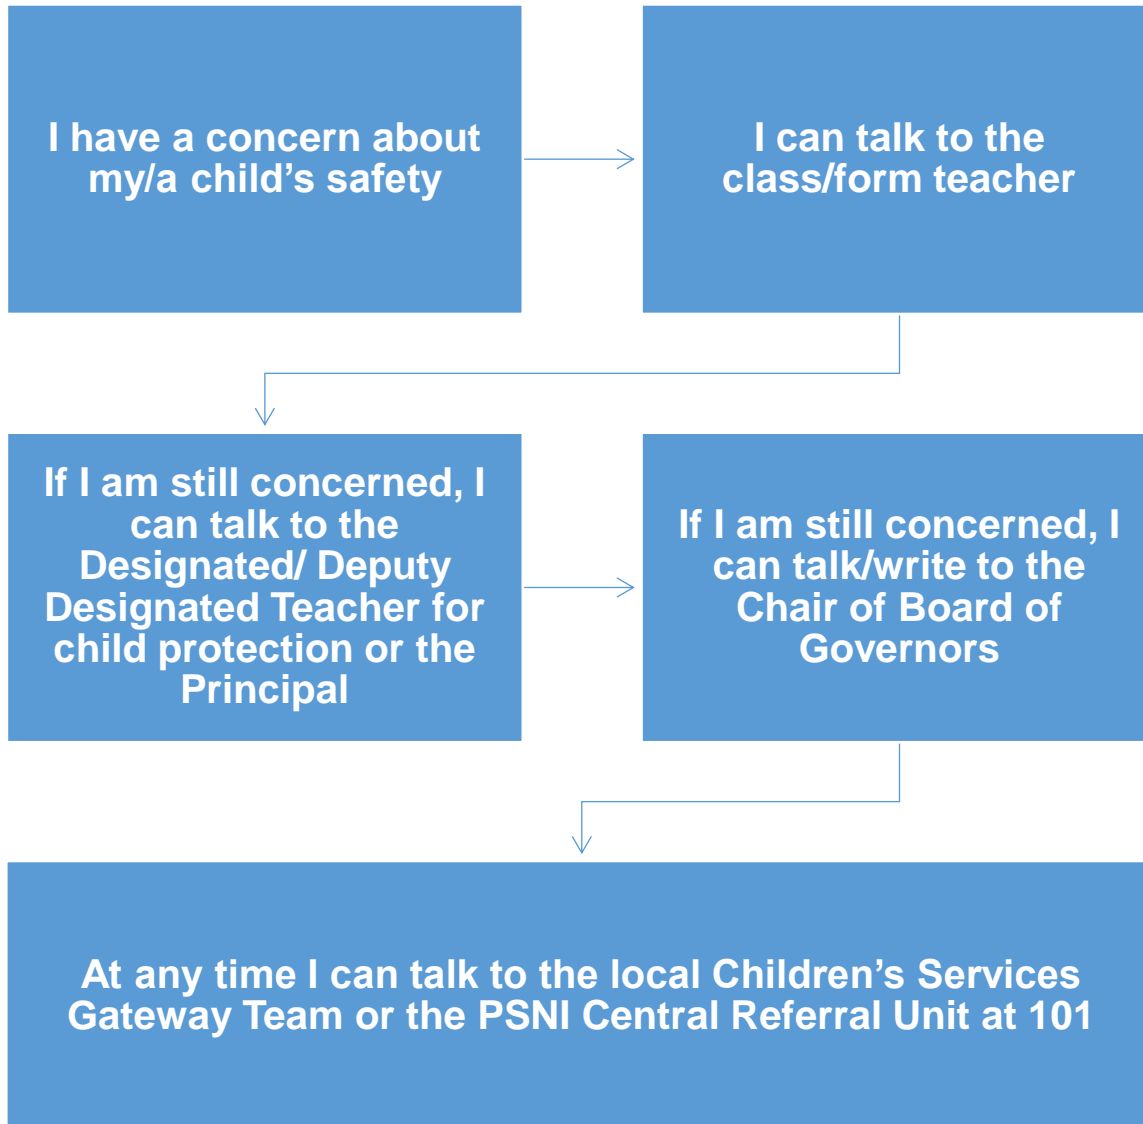 I have a concern about
my/a child’s safety
I can talk to the
class/form teacher
If I am still concerned, I
can talk to the
Designated/ Deputy
Designated Teacher for
child protection or the
Principal
If I am still concerned, I
can talk/write to the
Chair of Board of
Governors
At any time I can talk to the local Children’s Services
Gateway Team or the PSNI Central Referral Unit at 101